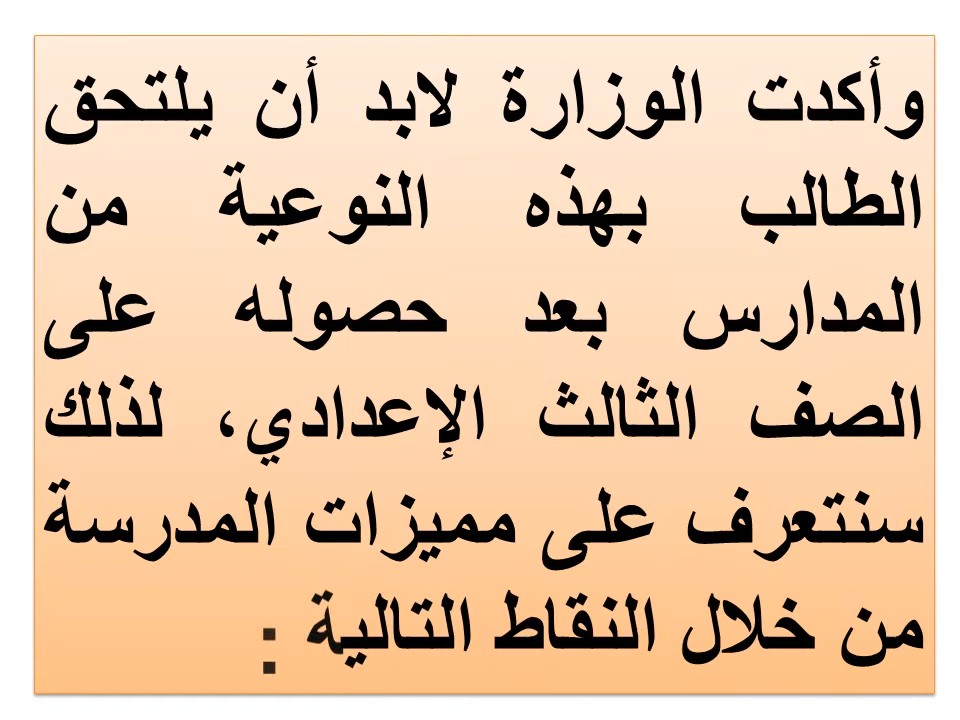 وأكدت الوزارة لابد أن يلتحق
الطالب بهذه النوعية من
المدارس بعد حصوله على
الصف الثالث الإعدادي، لذلك
سنتعرف على مميزات المدرسة
من خلال النقاط التالية :